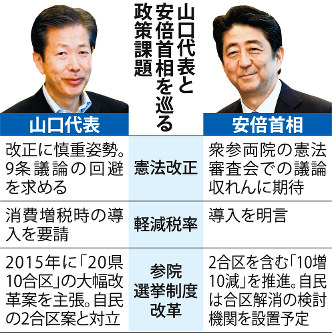 山口代表と
安倍首相を巡る
政策課題
山口代表
安倍首相
改正に慎重姿勢。
9条議論の回避
を求める
憲法改正
衆参両院の憲法
審査会での議論
収れんに期待
消費増税時の導
入を要請
軽減税率
導入を明言
2015年に「20県
10合区」の大幅改
革案を主張。自民
の2合区案と対立
参院
選挙制度
改革
2合区を含む「10増
10減」を推進。自民
は合区解消の検討
機関を設置予定